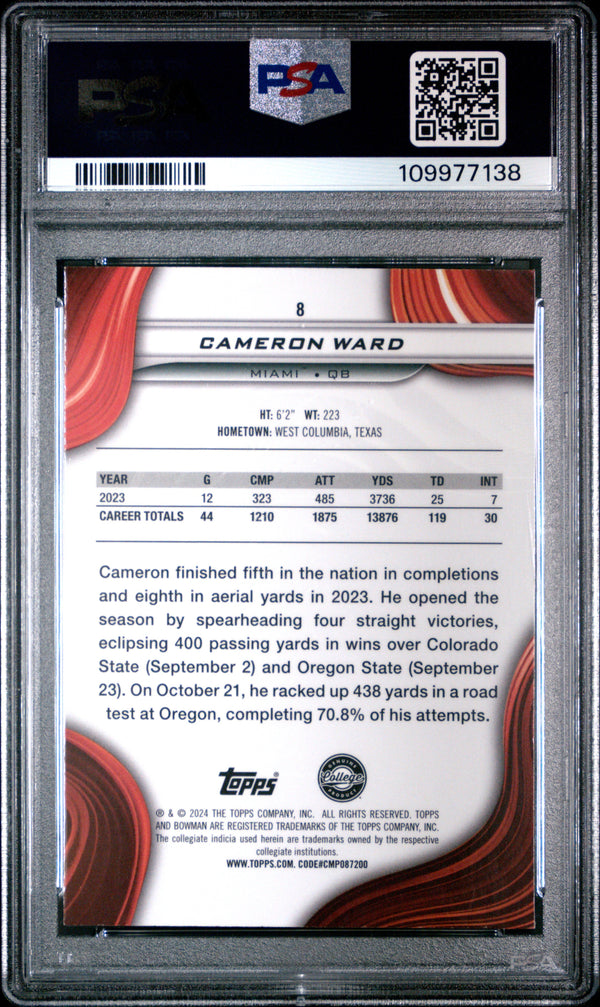 PSA
PSA
109977138
8
CAMERON WARD
MIAMI™ • QB
HT: 6'2" WT: 223
HOMETOWN: WEST COLUMBIA, TEXAS
YEAR G CMP ATT YDS TD INT
2023 12 323 485 3736 25 7
CAREER TOTALS 44 1210 1875 13876 119 30
Cameron finished fifth in the nation in completions
and eighth in aerial yards in 2023. He opened the
season by spearheading four straight victories,
eclipsing 400 passing yards in wins over Colorado
State (September 2) and Oregon State (September
23). On October 21, he racked up 438 yards in a road
test at Oregon, completing 70.8% of his attempts.
Topps®
GENUINE
College
PRODUCT
® & © 2024 THE TOPPS COMPANY, INC. ALL RIGHTS RESERVED. TOPPS
AND BOWMAN ARE REGISTERED TRADEMARKS OF THE TOPPS COMPANY, INC.
The collegiate indicia used herein are trademarks owned by the respective
collegiate institutions.
WWW.TOPPS.COM. CODE#CMP087200
PSA